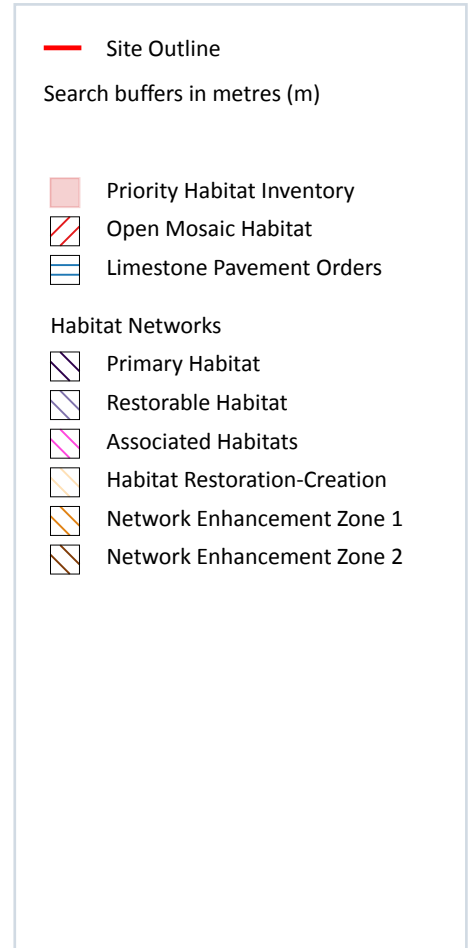 Site Outline
Search buffers in metres (m)
Priority Habitat Inventory
Open Mosaic Habitat
Limestone Pavement Orders
Habitat Networks
Primary Habitat
Restorable Habitat
Associated Habitats
Habitat Restoration-Creation
Network Enhancement Zone 1
Network Enhancement Zone 2